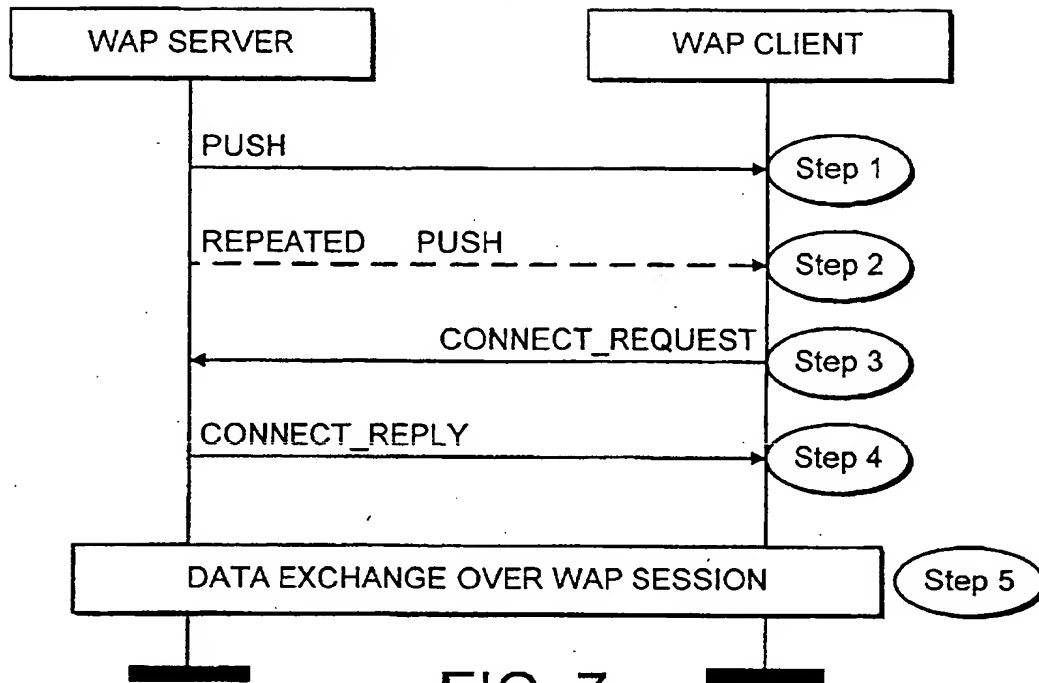 WAP SERVER
WAP CLIENT
PUSH
Step 1
REPEATED PUSH
Step 2
CONNECT_REQUEST
Step 3
CONNECT_REPLY
Step 4
DATA EXCHANGE OVER WAP SESSION
Step 5